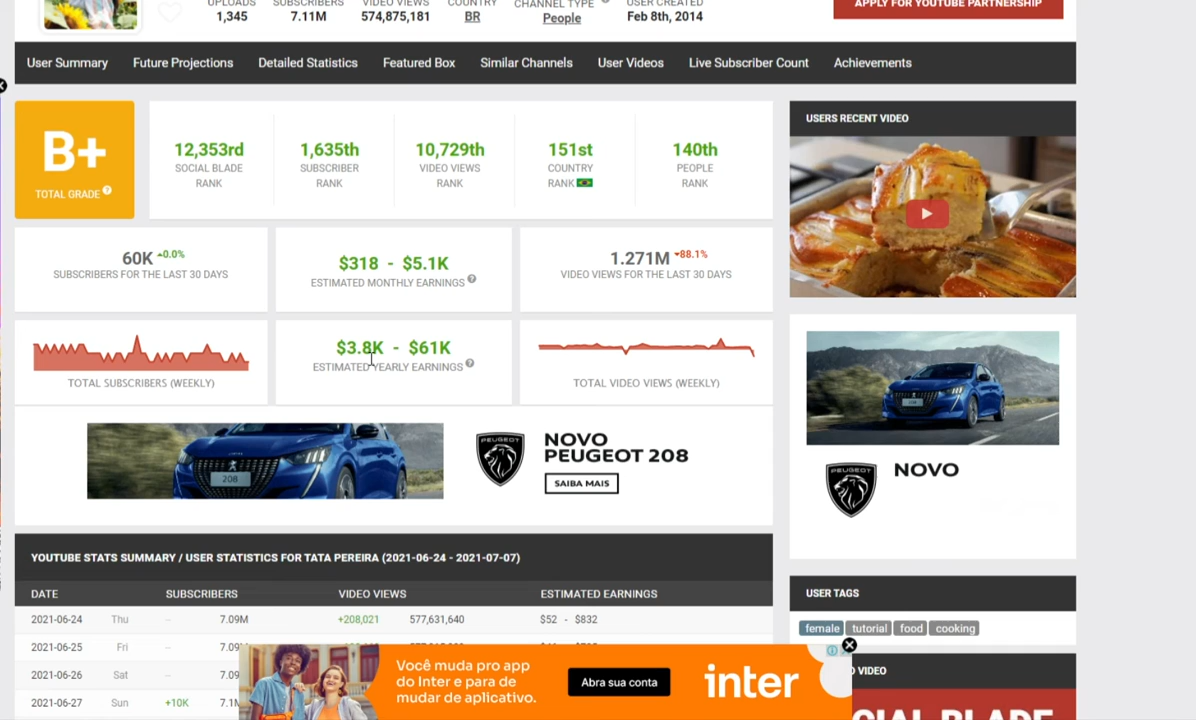 UPLOADS
1,345
SUBSCRIBERS
7.11M
VIDEO VIEWS
574,875,181
COUNTRY
BR
CHANNEL TYPE
People
USER CREATED
Feb 8th, 2014
APPLY FOR YOUTUBE PARTNERSHIP
User Summary Future Projections Detailed Statistics Featured Box Similar Channels User Videos Live Subscriber Count Achievements
B+
TOTAL GRADE ?
12,353rd
SOCIAL BLADE
RANK
1,635th
SUBSCRIBER
RANK
10,729th
VIDEO VIEWS
RANK
151st
COUNTRY
RANK
140th
PEOPLE
RANK
60K 0.0%
SUBSCRIBERS FOR THE LAST 30 DAYS
$318 - $5.1K
ESTIMATED MONTHLY EARNINGS ?
1.271M 88.1%
VIDEO VIEWS FOR THE LAST 30 DAYS
TOTAL SUBSCRIBERS (WEEKLY)
$3.8K - $61K
ESTIMATED YEARLY EARNINGS ?
TOTAL VIDEO VIEWS (WEEKLY)
208
PEUGEOT
NOVO
PEUGEOT 208
SAIBA MAIS
YOUTUBE STATS SUMMARY / USER STATISTICS FOR TATA PEREIRA (2021-06-24 - 2021-07-07)
DATE SUBSCRIBERS VIDEO VIEWS ESTIMATED EARNINGS
2021-06-24 Thu -- 7.09M +208,021 577,631,640 $52 - $832
2021-06-25 Fri -- 7.09
2021-06-26 Sat -- 7.09
2021-06-27 Sun +10K 7.1
Você muda pro app
do Inter e para de
mudar de aplicativo.
Abra sua conta
inter
USERS RECENT VIDEO
PEUGEOT
NOVO
USER TAGS
female tutorial food cooking
VIDEO
CIAL BLADE